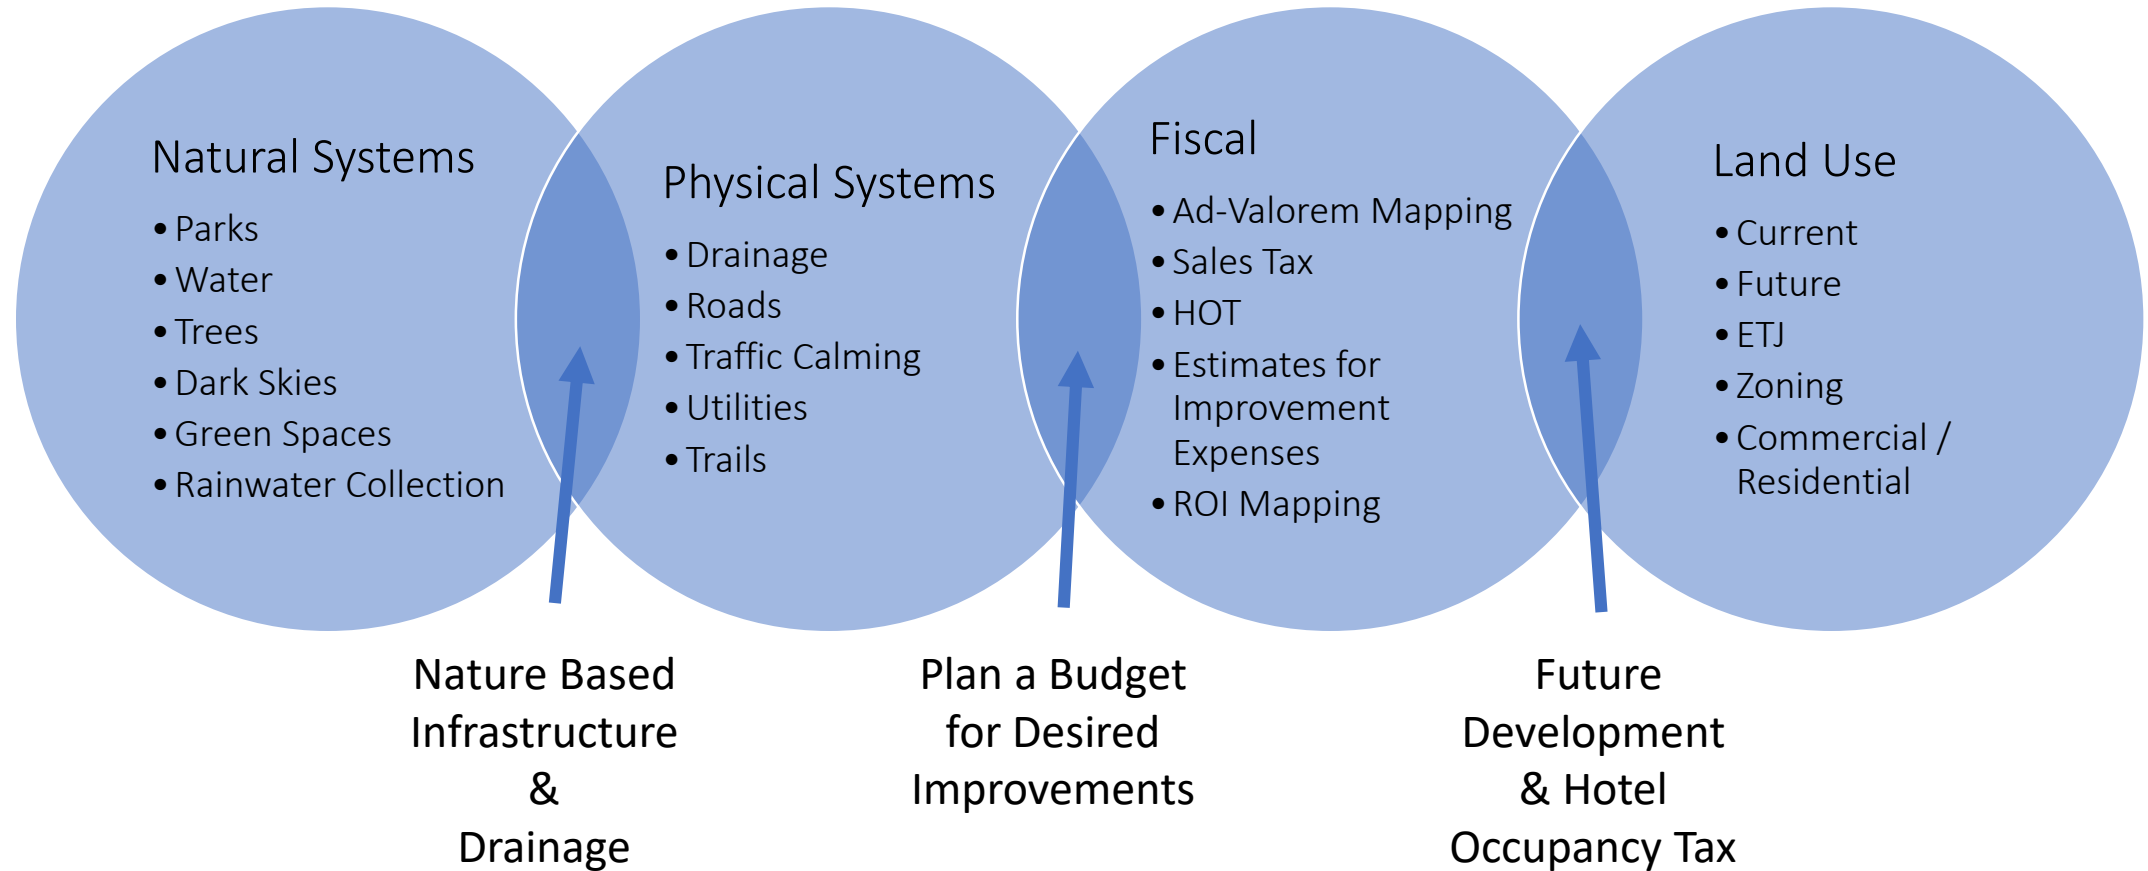 Natural Systems
• Parks
• Water
• Trees
• Dark Skies
• Green Spaces
• Rainwater Collection
Physical Systems
• Drainage
• Roads
• Traffic Calming
• Utilities
• Trails
Fiscal
• Ad-Valorem Mapping
• Sales Tax
• HOT
• Estimates for
Improvement
Expenses
• ROI Mapping
Land Use
• Current
• Future
• ETJ
• Zoning
• Commercial /
Residential
Nature Based
Infrastructure
&
Drainage
Plan a Budget
for Desired
Improvements
Future
Development
& Hotel
Occupancy Tax